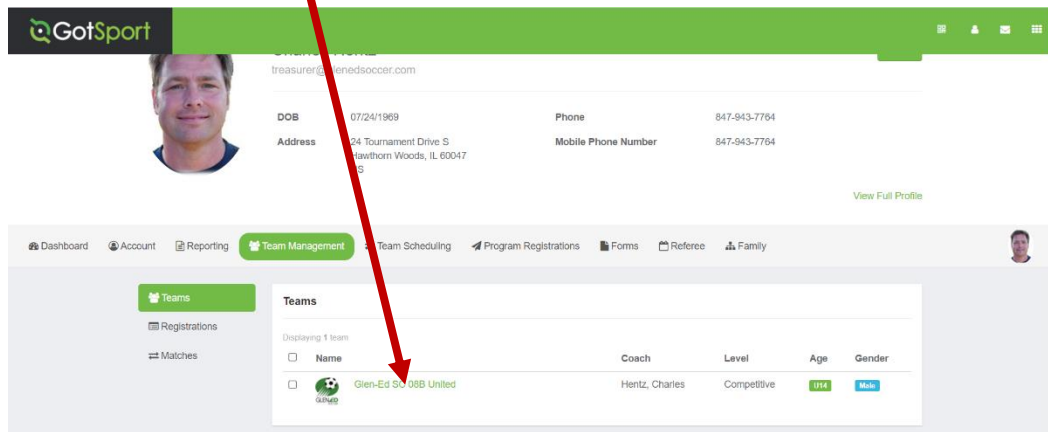 GotSport
treasurer@ enedsoccer.com
DOB 07/24/1969 Phone 847-943-7764
Address 24 Tournament Drive S Mobile Phone Number 847-943-7764
Hawthorn Woods, IL 60047
View Full Profile
Dashboard Account Reporting Team Management Team Scheduling Program Registrations Forms Referee Family
Teams Teams
Registrations
Displaying 1 team
Matches
Name Coach Level Age Gender
Glen-Ed SC 08B United Hentz, Charles Competitive U14 Male